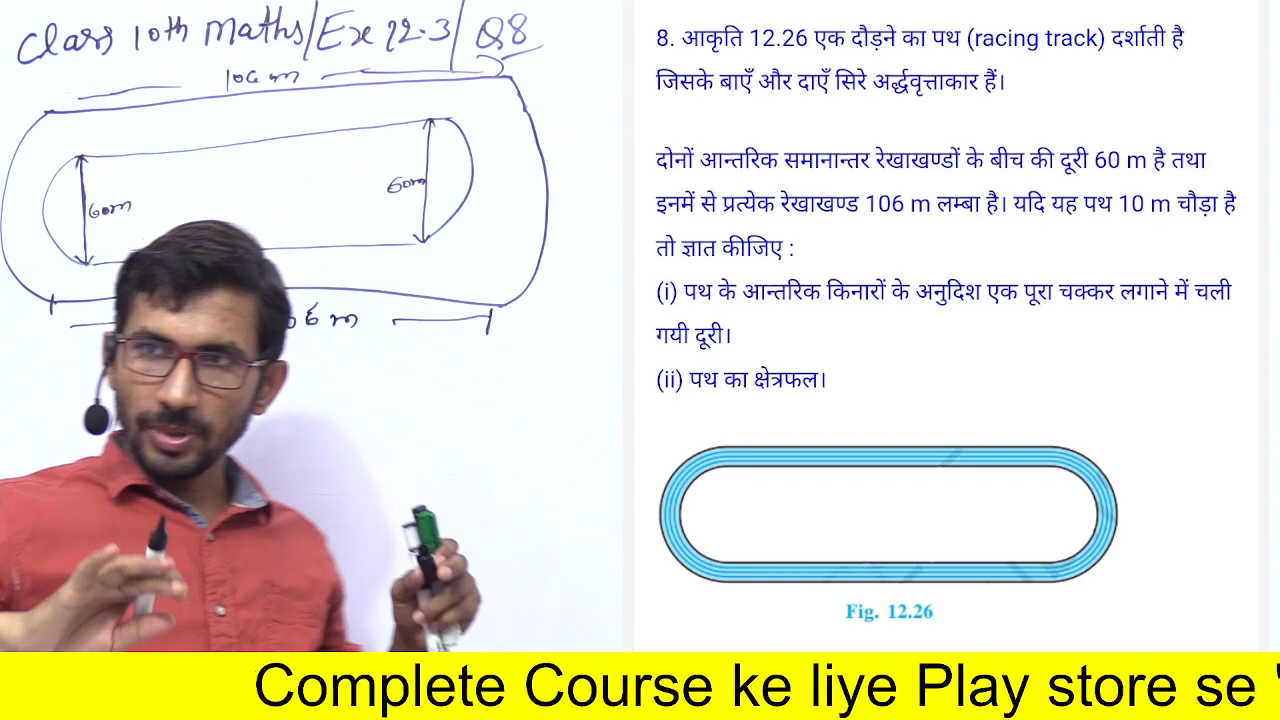 Class 10th Maths/Ex 12.3/Q8
106 m
60m
60m
06 m
8. आकृति 12.26 एक दौड़ने का पथ (racing track) दर्शाती है
जिसके बाएँ और दाएँ सिरे अर्द्धवृत्ताकार हैं।
दोनों आन्तरिक समानान्तर रेखाखण्डों के बीच की दूरी 60 m है तथा
इनमें से प्रत्येक रेखाखण्ड 106 m लम्बा है। यदि यह पथ 10 m चौड़ा है
तो ज्ञात कीजिए :
(i) पथ के आन्तरिक किनारों के अनुदिश एक पूरा चक्कर लगाने में चली
गयी दूरी।
(ii) पथ का क्षेत्रफल।
Fig. 12.26
Complete Course ke liye Play store se '